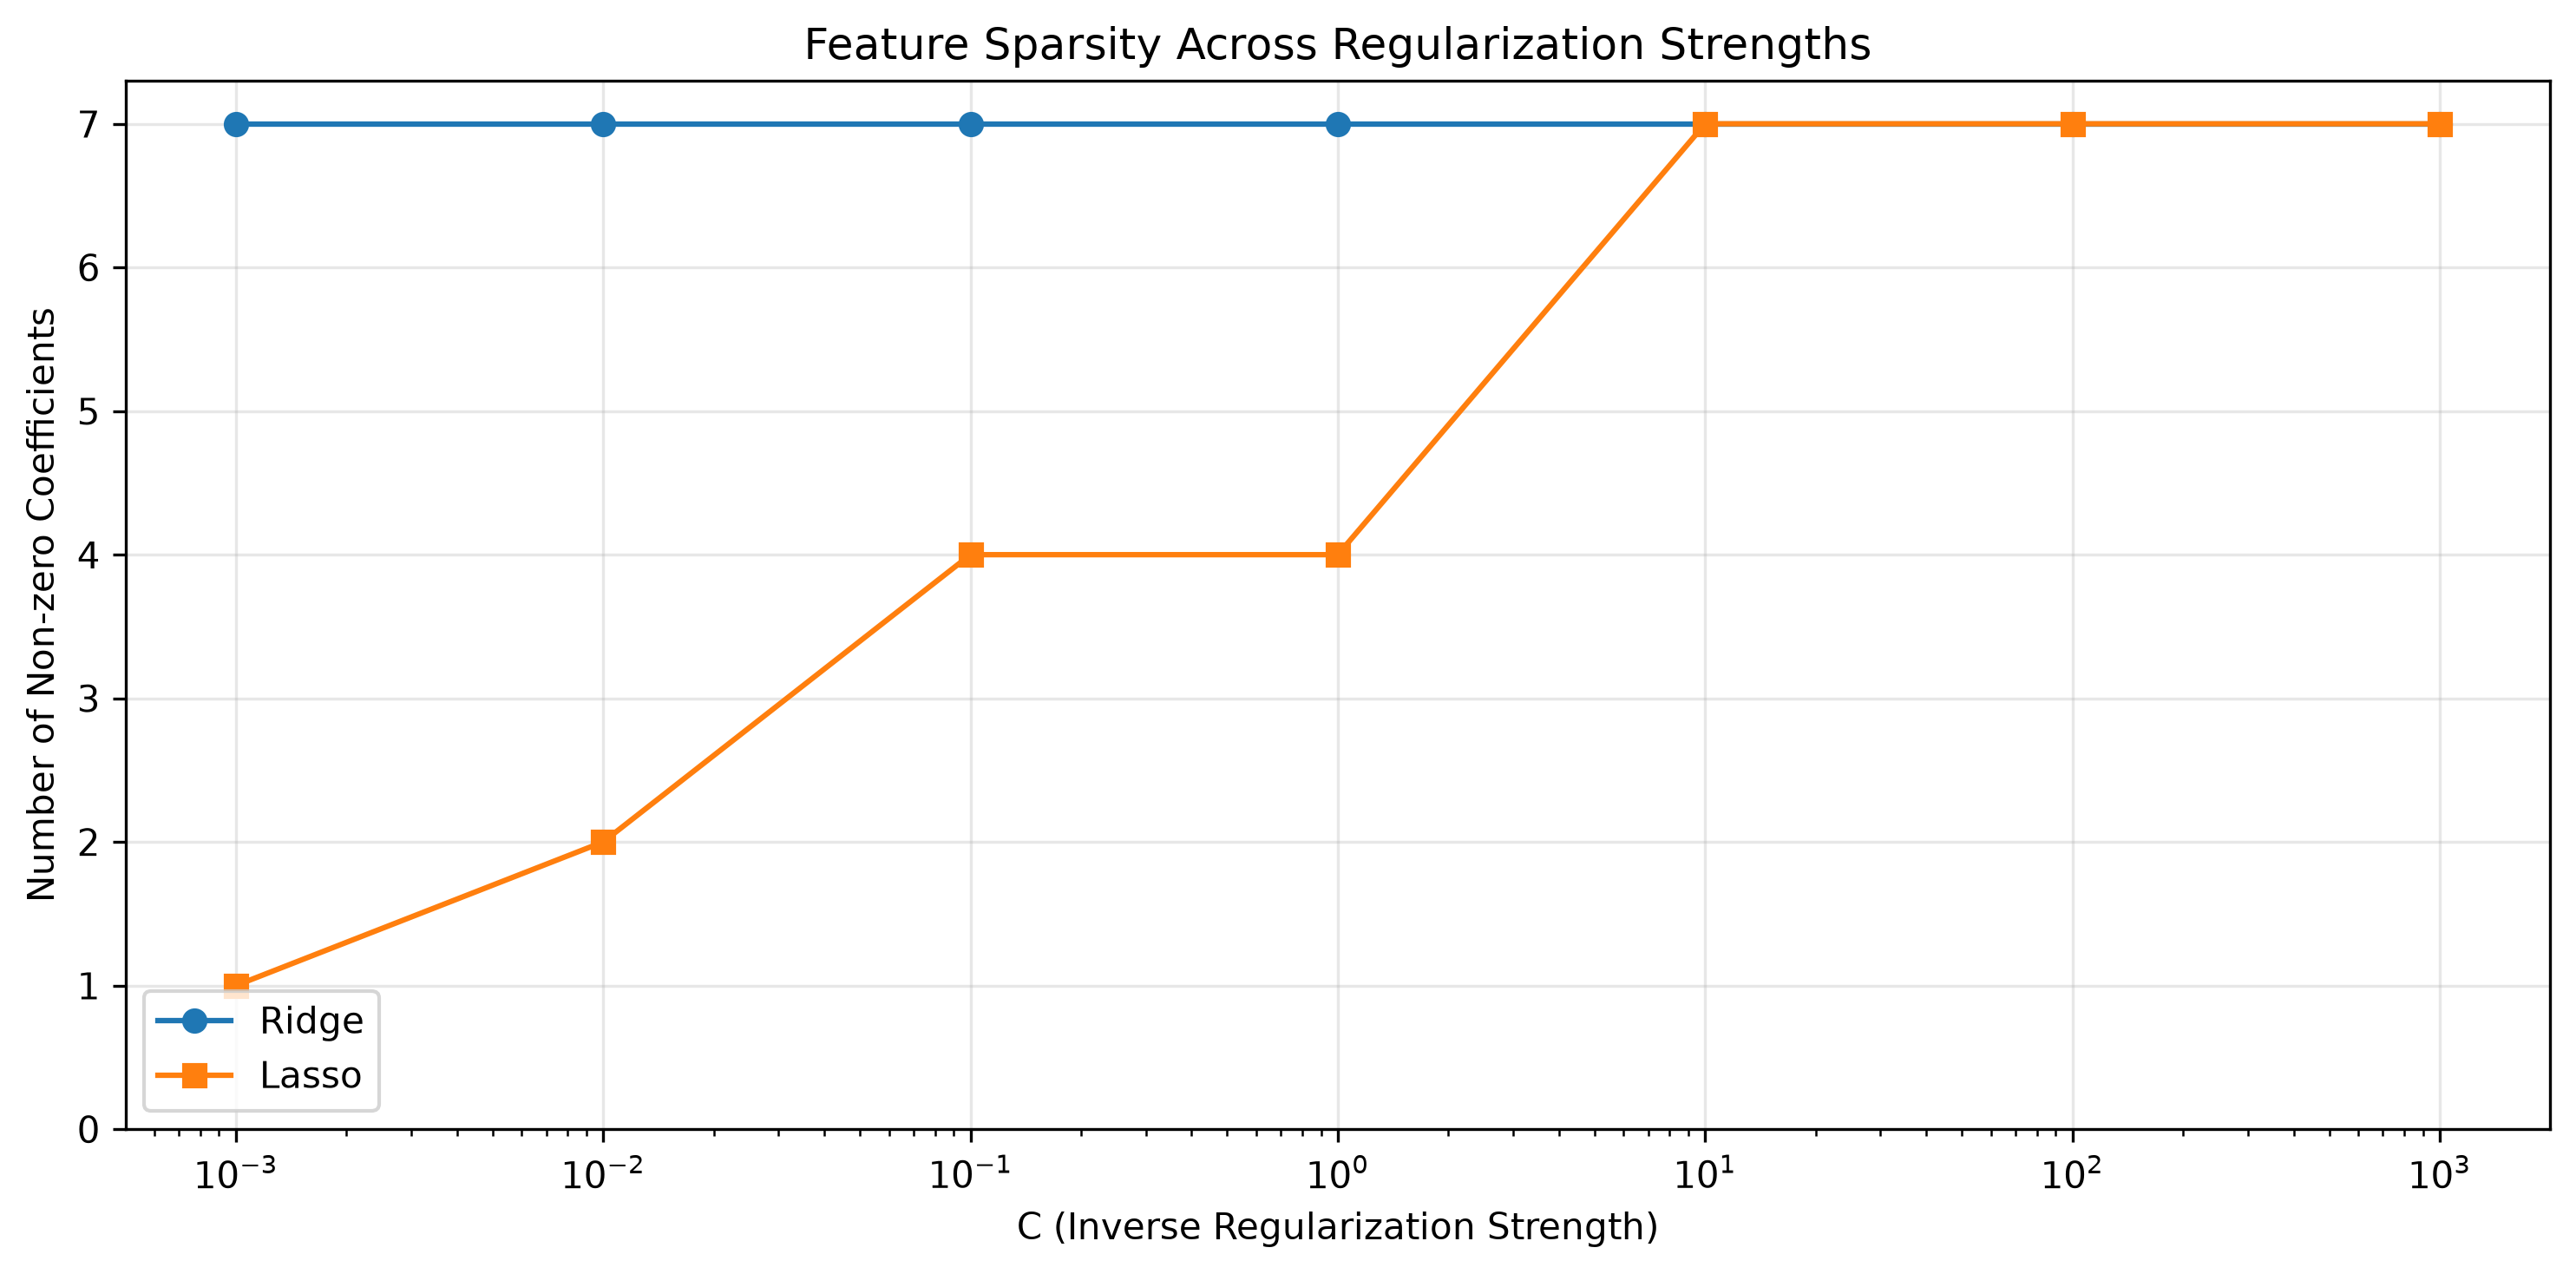 Feature Sparsity Across Regularization Strengths
Number of Non-zero Coefficients
7
6
5
4
3
2
1
0
Ridge
Lasso
10⁻³ 10⁻² 10⁻¹ 10⁰ 10¹ 10² 10³
C (Inverse Regularization Strength)